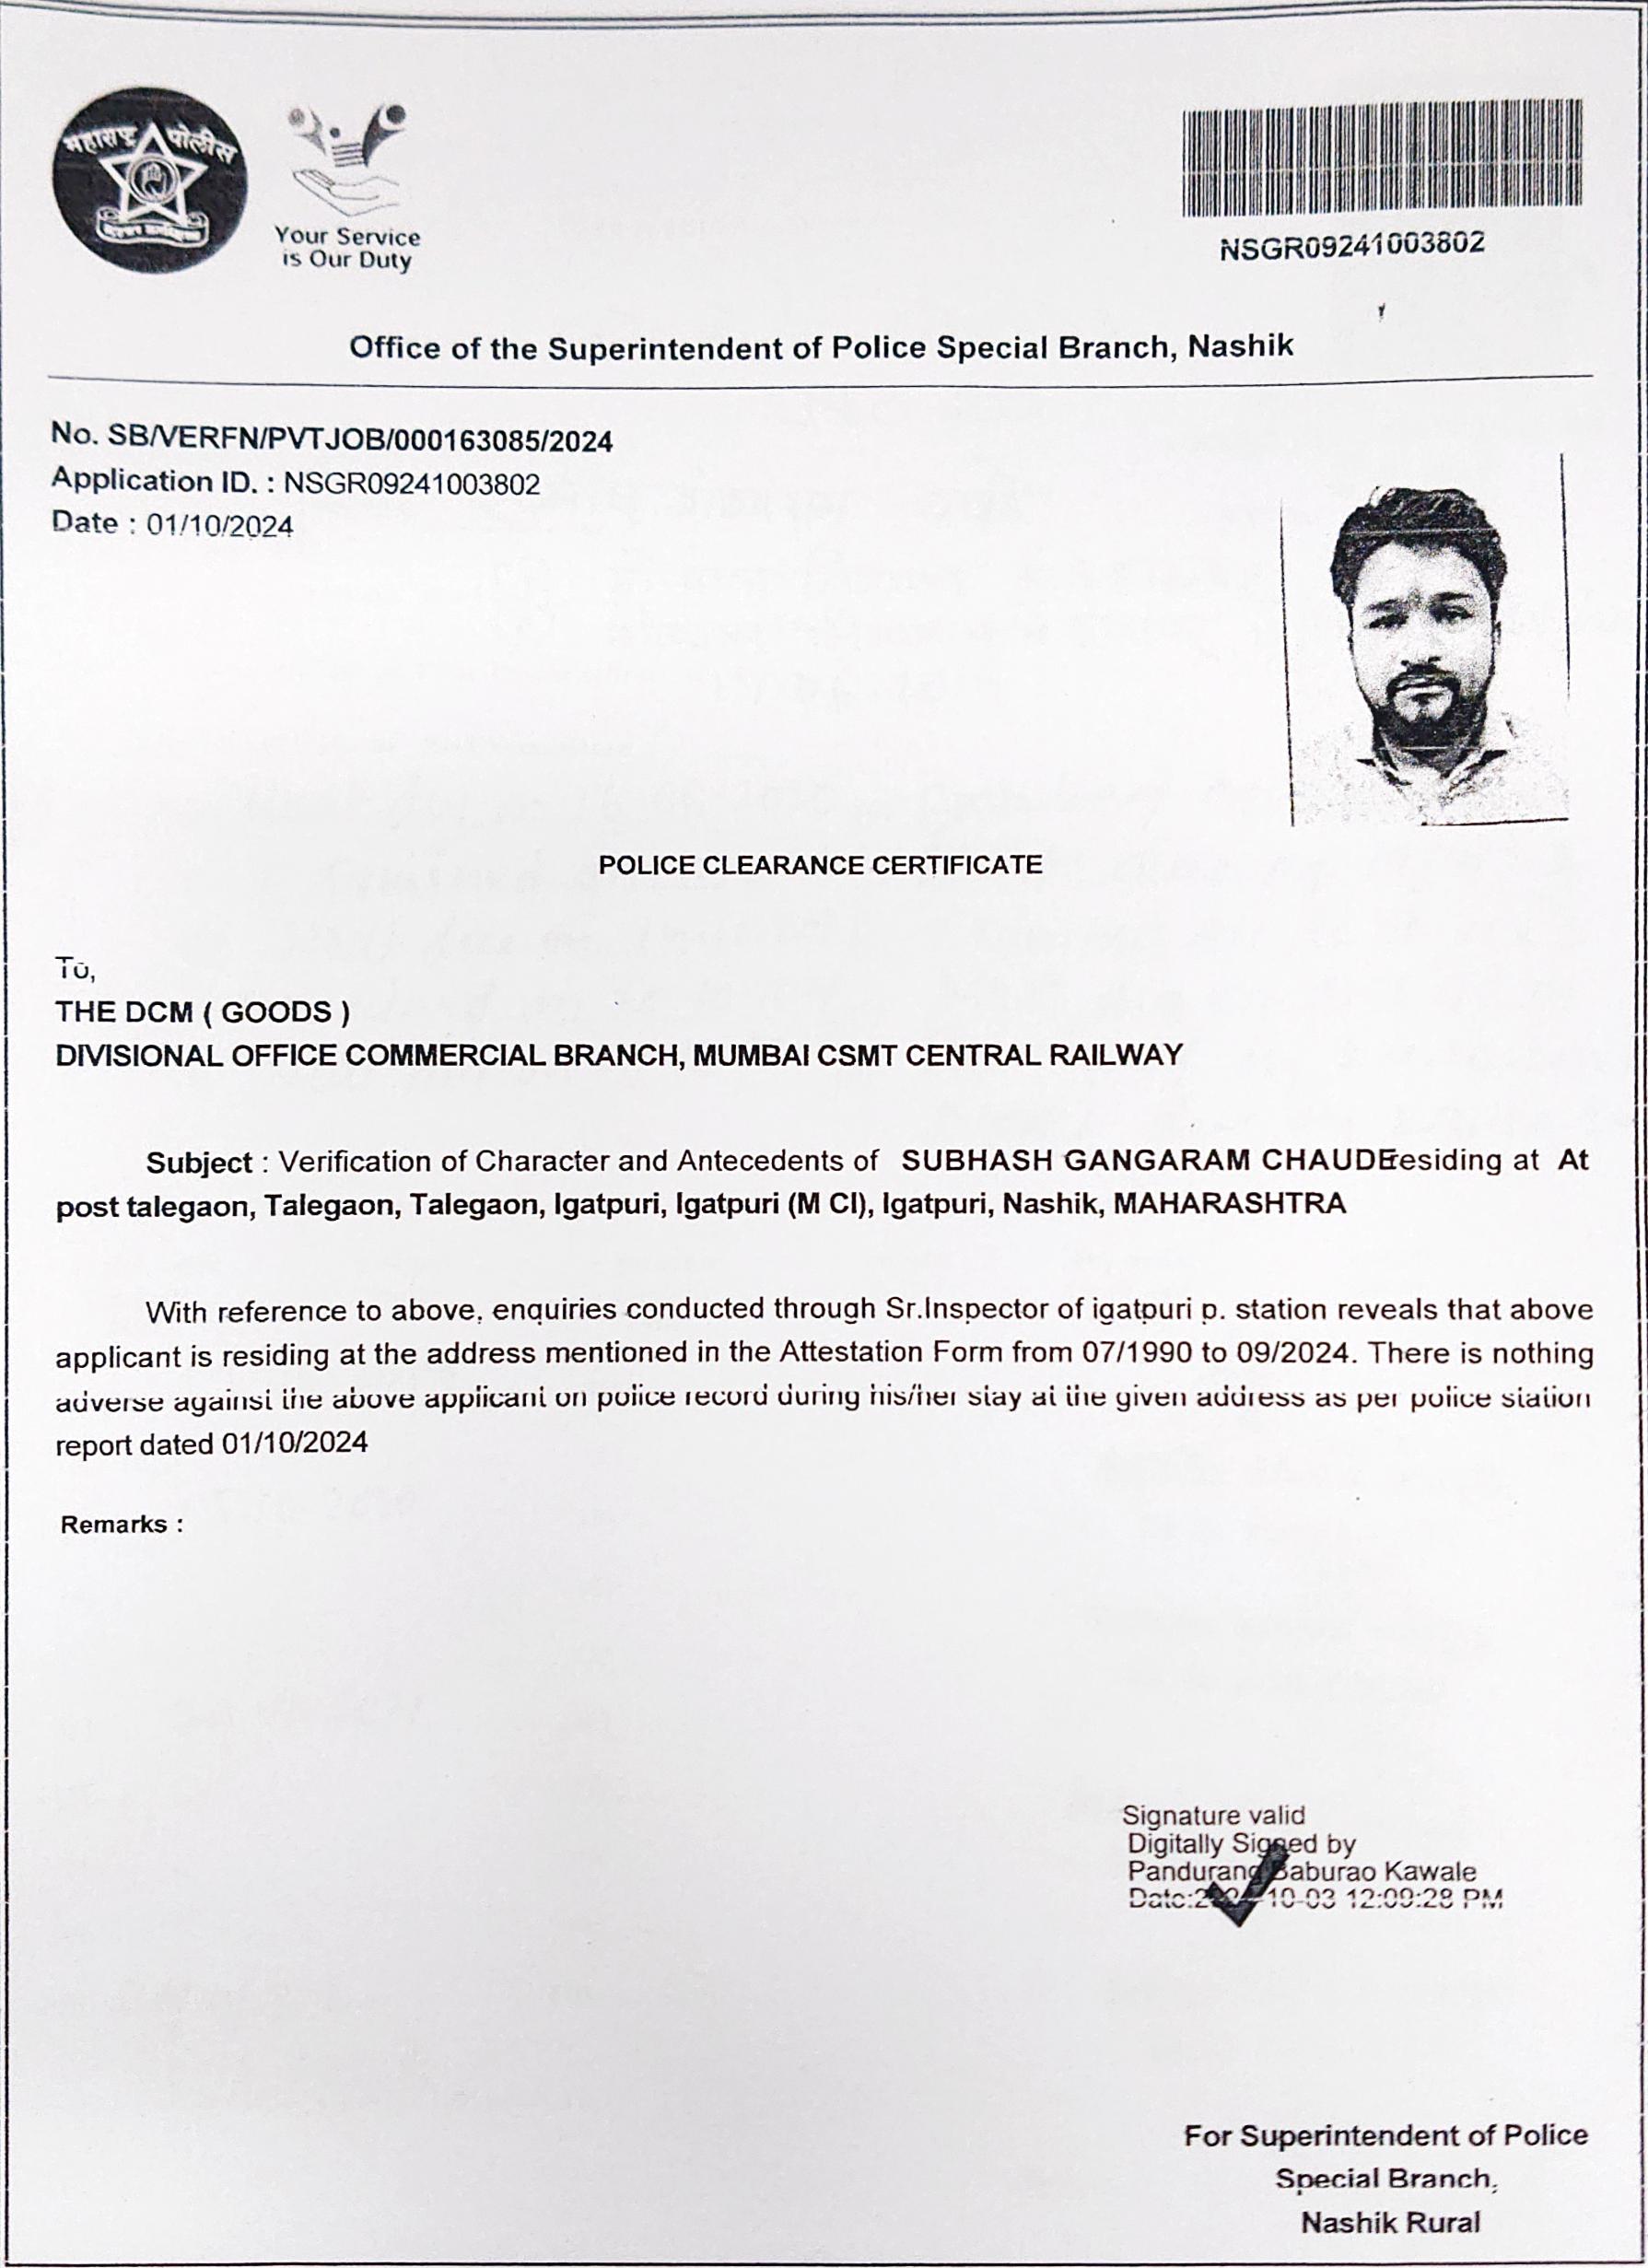 महाराष्ट्र पोलीस
Your Service
is Our Duty
NSGR09241003802
Office of the Superintendent of Police Special Branch, Nashik
No. SB/VERFN/PVTJOB/000163085/2024
Application ID. : NSGR09241003802
Date : 01/10/2024
POLICE CLEARANCE CERTIFICATE
To,
THE DCM ( GOODS )
DIVISIONAL OFFICE COMMERCIAL BRANCH, MUMBAI CSMT CENTRAL RAILWAY
Subject : Verification of Character and Antecedents of SUBHASH GANGARAM residing at At
post talegaon, Talegaon, Talegaon, Igatpuri, Igatpuri (M Cl), Igatpuri, Nashik, MAHARASHTRA
With reference to above, enquiries conducted through Sr.Inspector of igatpuri p. station reveals that above
applicant is residing at the address mentioned in the Attestation Form from 07/1990 to 09/2024. There is nothing
adverse against the above applicant on police record during his/her stay at the given address as per police station
report dated 01/10/2024
Remarks :
Signature valid
Digitally Signed by
Pandurang Baburao Kawale
Date:2024-10-03 12:09:28 PM
For Superintendent of Police
Special Branch,
Nashik Rural